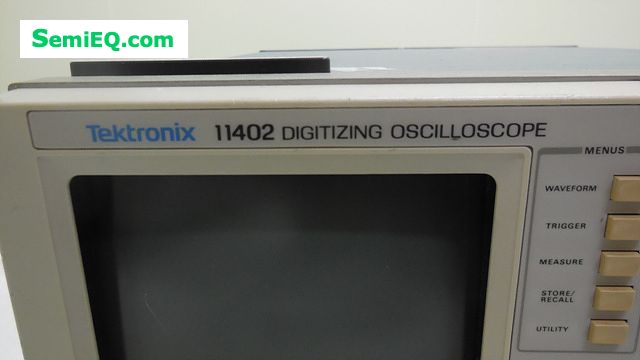 SemiEQ.com
Tektronix 11402 DIGITIZING OSCILLOSCOPE
MENUS
WAVEFORM
TRIGGER
MEASURE
STORE/
RECALL
UTILITY